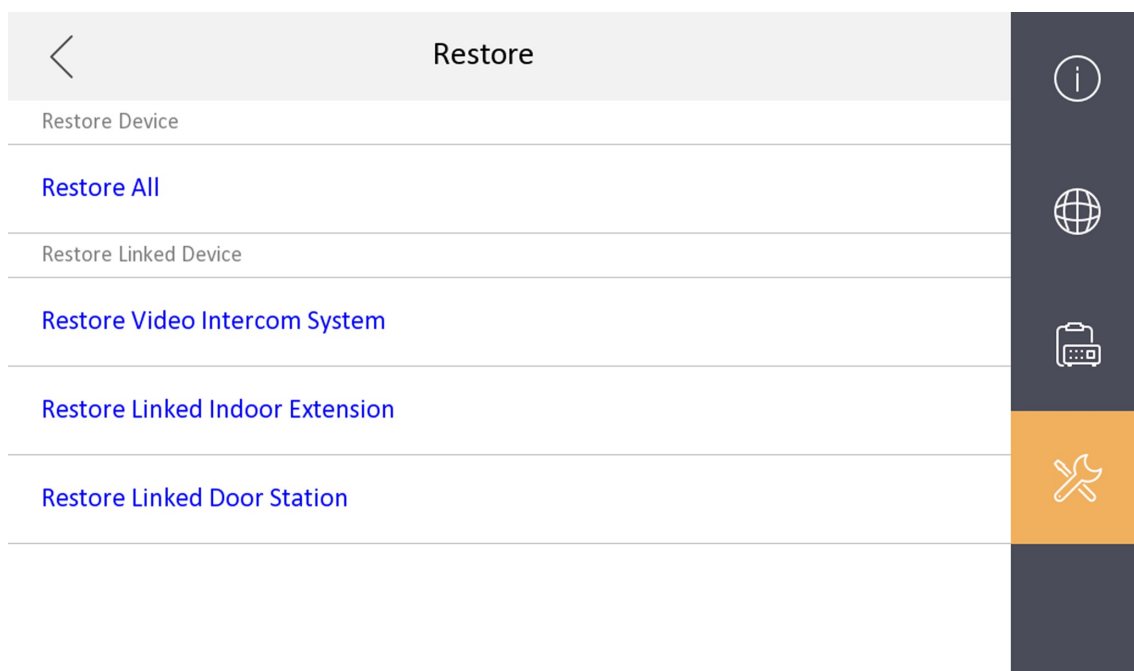 Restore
Restore Device
Restore All
Restore Linked Device
Restore Video Intercom System
Restore Linked Indoor Extension
Restore Linked Door Station